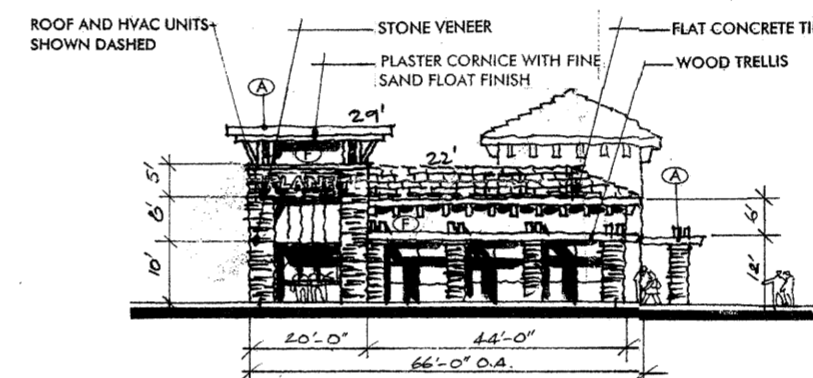 ROOF AND HVAC UNITS
SHOWN DASHED
STONE VENEER
PLASTER CORNICE WITH FINE
SAND FLOAT FINISH
FLAT CONCRETE TI
WOOD TRELLIS
A
29'
F
22'
5'
PLANET
A
8'
F
6'
10'
12'
20'-0"
44'-0"
66'-0" O.A.